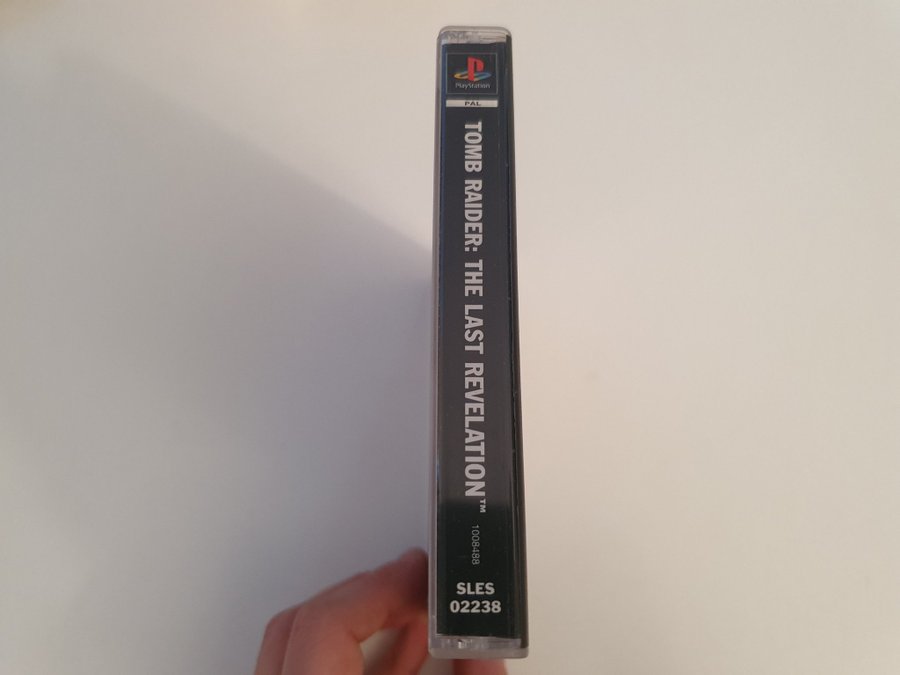 PlayStation
PAL
TOMB RAIDER: THE LAST REVELATION™
1008488
SLES
02238